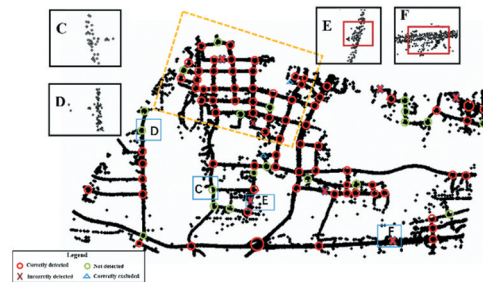 C
E
F
D
D
C
E
F
Legend
Correctly detected
Not detected
Incorrectly detected
Correctly excluded